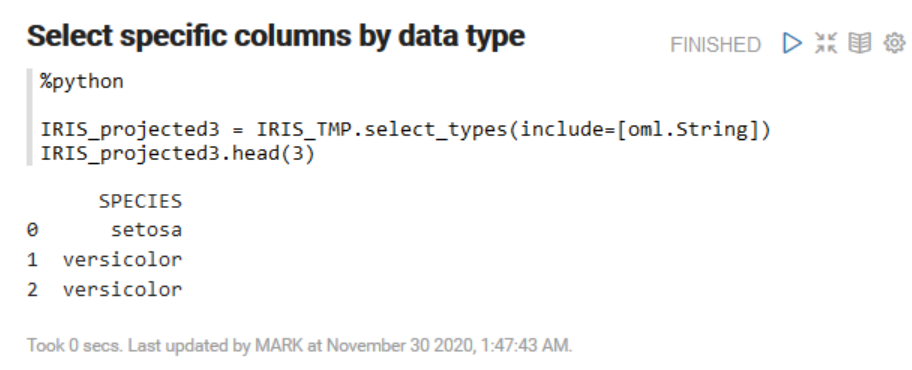 Select specific columns by data type
FINISHED
%python
IRIS_projected3 = IRIS_TMP.select_types(include=[oml.String])
IRIS_projected3.head(3)
SPECIES
0 setosa
1 versicolor
2 versicolor
Took 0 secs. Last updated by MARK at November 30 2020, 1:47:43 AM.